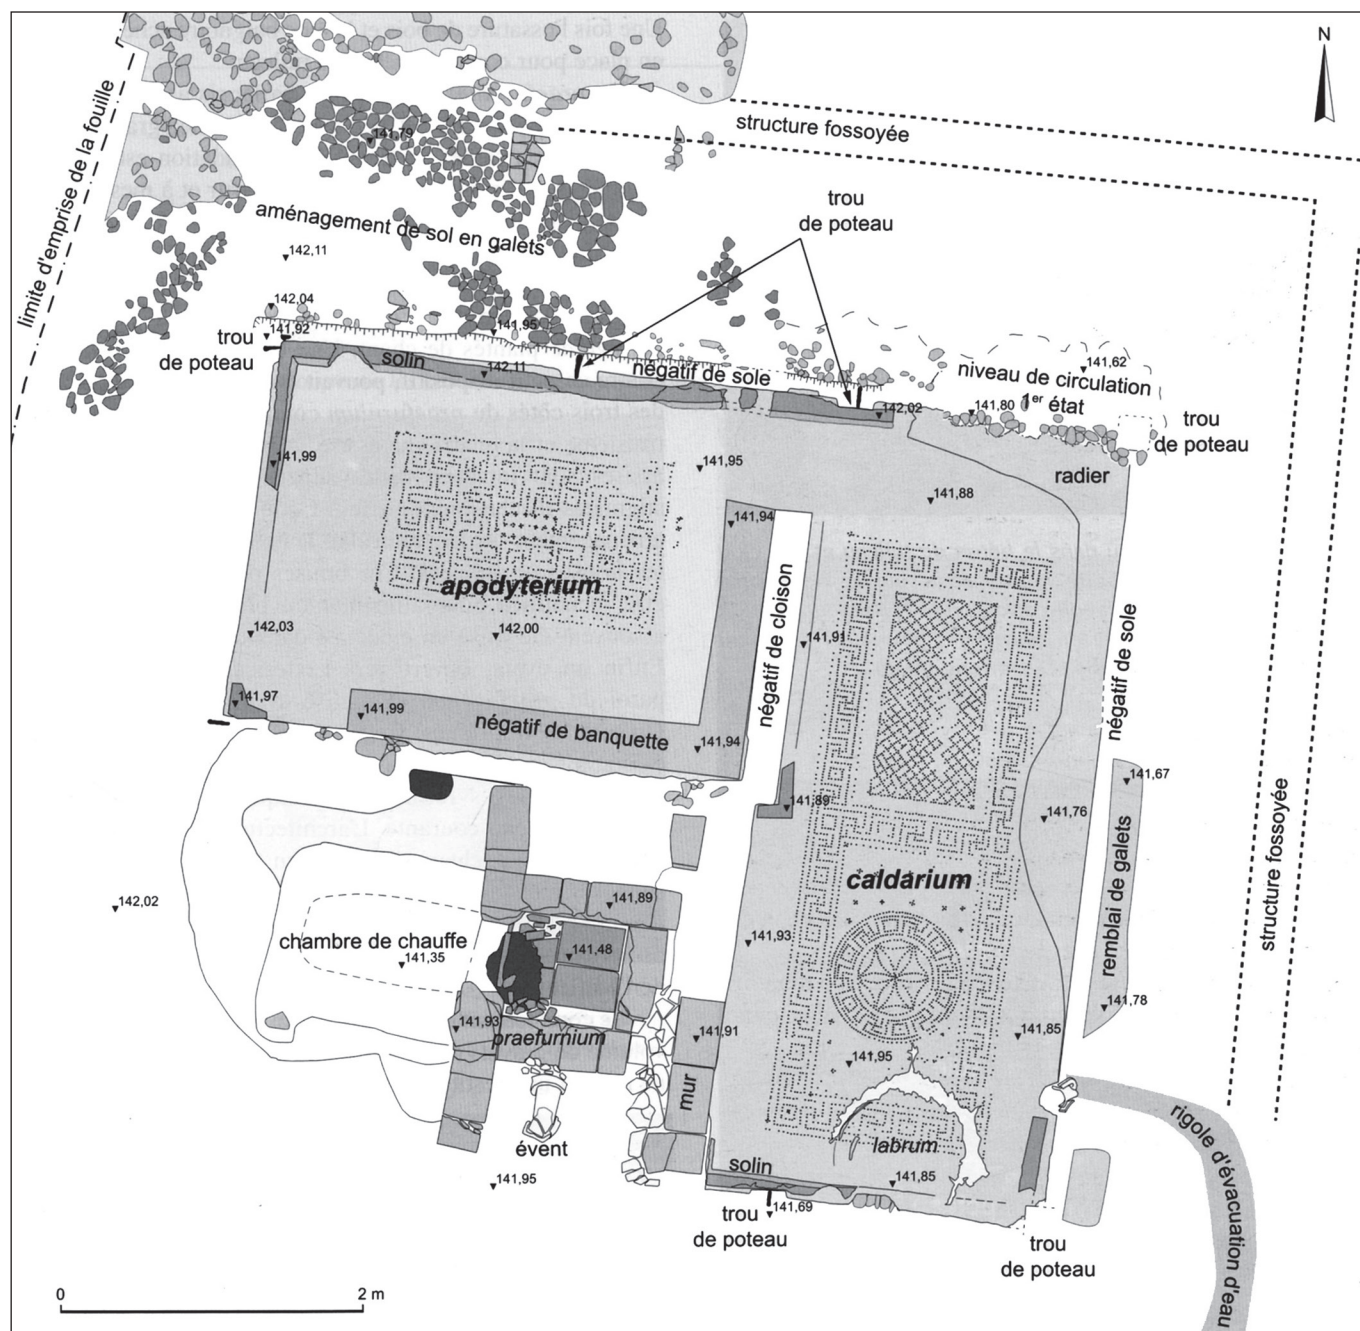 N
structure fossoyée
limite d'emprise de la fouille
141,79
trou
de poteau
aménagement de sol en galets
142,11
142,04
141,92
141,95
trou
de poteau
solin
142,11
négatif de sole
141,62
niveau de circulation
1er état
141,80
142,02
trou
de poteau
141,99
141,95
radier
141,88
141,94
apodyterium
négatif de cloison
142,03
142,00
141,91
négatif de sole
141,97
141,99
négatif de banquette
141,94
141,67
141,89
141,76
structure fossoyée
remblai de galets
caldarium
142,02
141,89
chambre de chauffe
141,35
141,48
141,93
141,78
141,93
praefurnium
141,91
141,85
141,95
mur
évent
labrum
rigole d'évacuation d'eau
solin
141,95
141,85
141,69
trou
de poteau
trou
de poteau
0
2 m